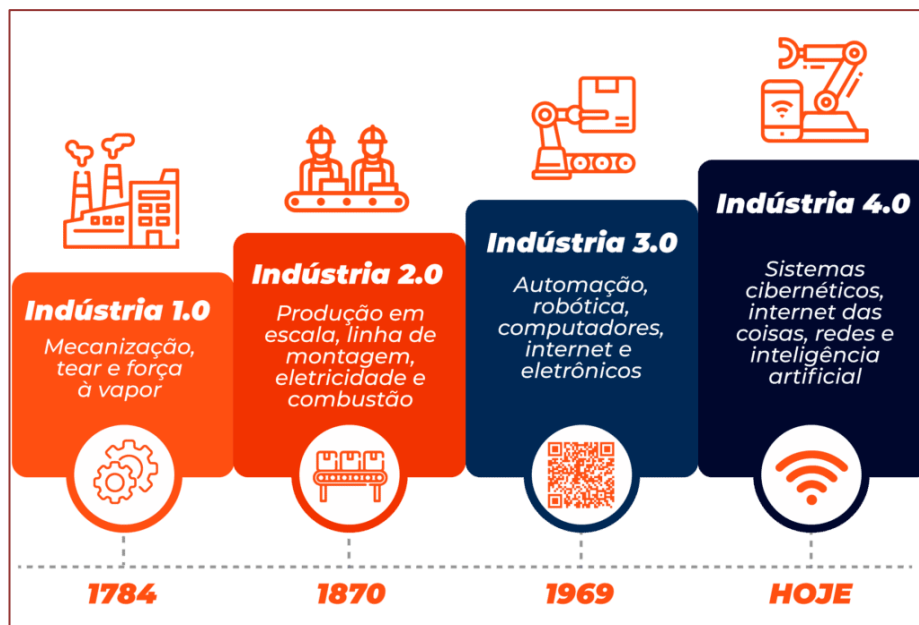 Indústria 1.0
Mecanização,
tear e força
à vapor
Indústria 2.0
Produção em
escala, linha de
montagem,
eletricidade e
combustão
Indústria 3.0
Automação,
robótica,
computadores,
internet e
eletrônicos
Indústria 4.0
Sistemas
cibernéticos,
internet das
coisas, redes e
inteligência
artificial
1784
1870
1969
HOJE